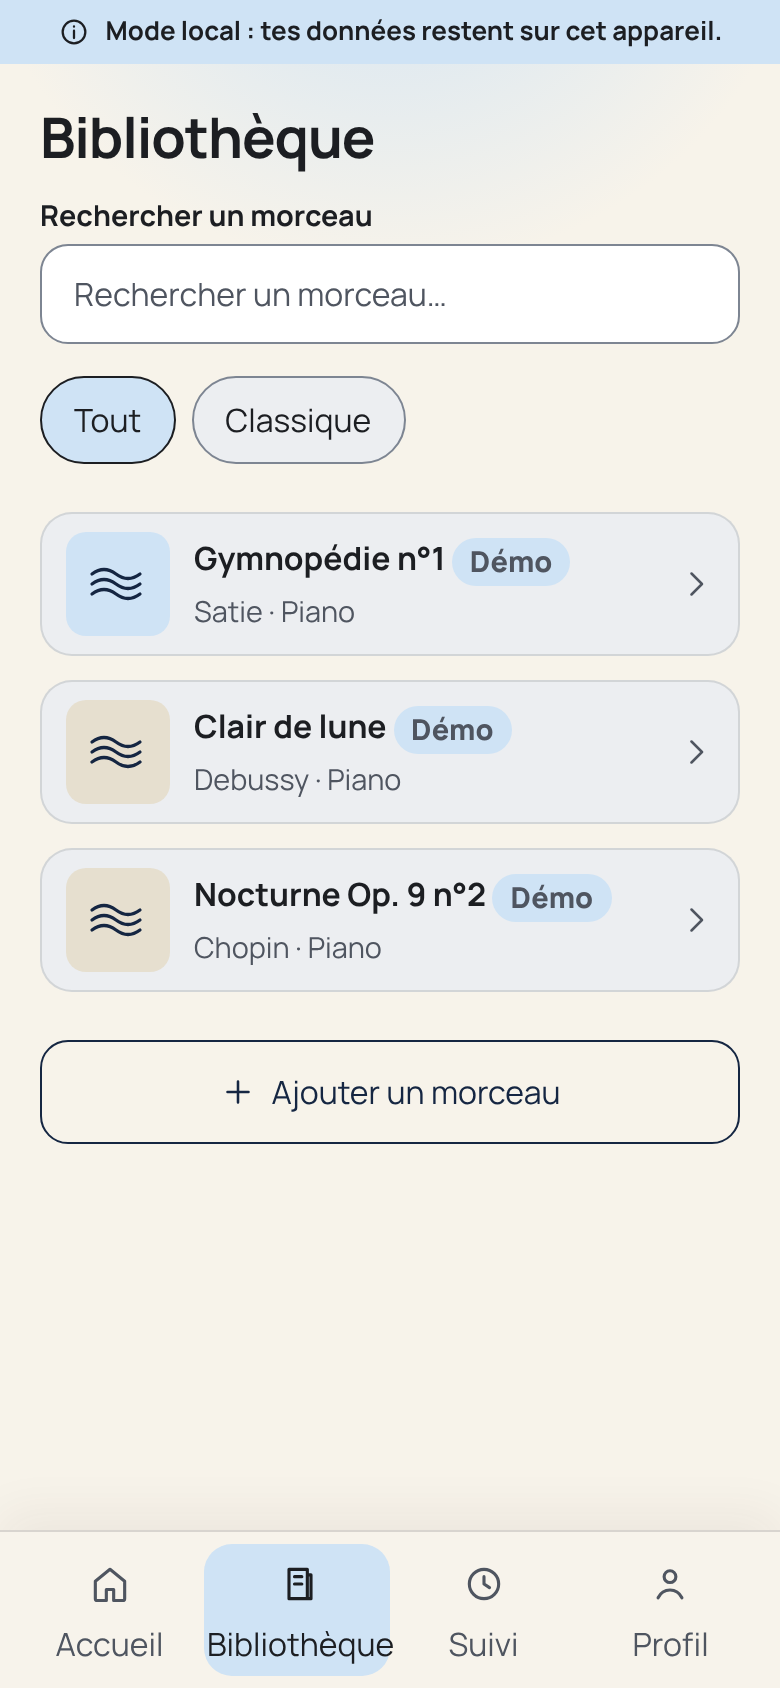 Mode local : tes données restent sur cet appareil.
Bibliothèque
Rechercher un morceau
Rechercher un morceau…
Tout
Classique
Gymnopédie n°1 Démo
Satie · Piano
Clair de lune Démo
Debussy · Piano
Nocturne Op. 9 n°2 Démo
Chopin · Piano
Ajouter un morceau
Accueil
Bibliothèque
Suivi
Profil